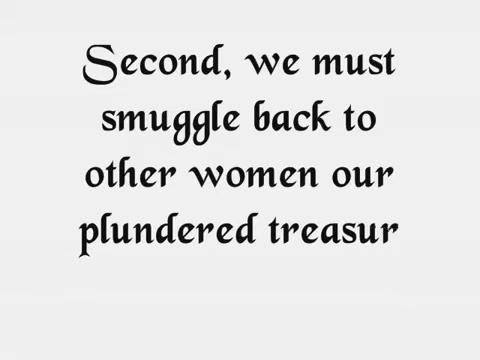 Second, we must
smuggle back to
other women our
plundered treasur